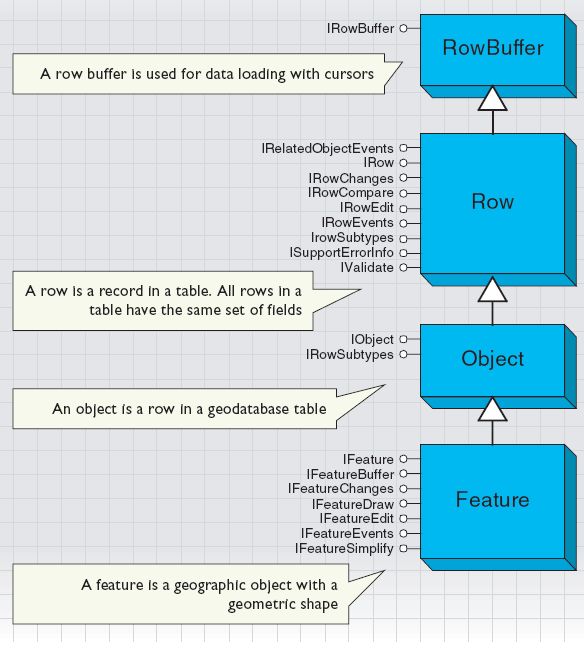 IRowBuffer
RowBuffer
A row buffer is used for data loading with cursors
IRelatedObjectEvents
IRow
IRowChanges
IRowCompare
IRowEdit
IRowEvents
IrowSubtypes
ISupportErrorInfo
IValidate
Row
A row is a record in a table. All rows in a
table have the same set of fields
IObject
IRowSubtypes
Object
An object is a row in a geodatabase table
IFeature
IFeatureBuffer
IFeatureChanges
IFeatureDraw
IFeatureEdit
IFeatureEvents
IFeatureSimplify
Feature
A feature is a geographic object with a
geometric shape